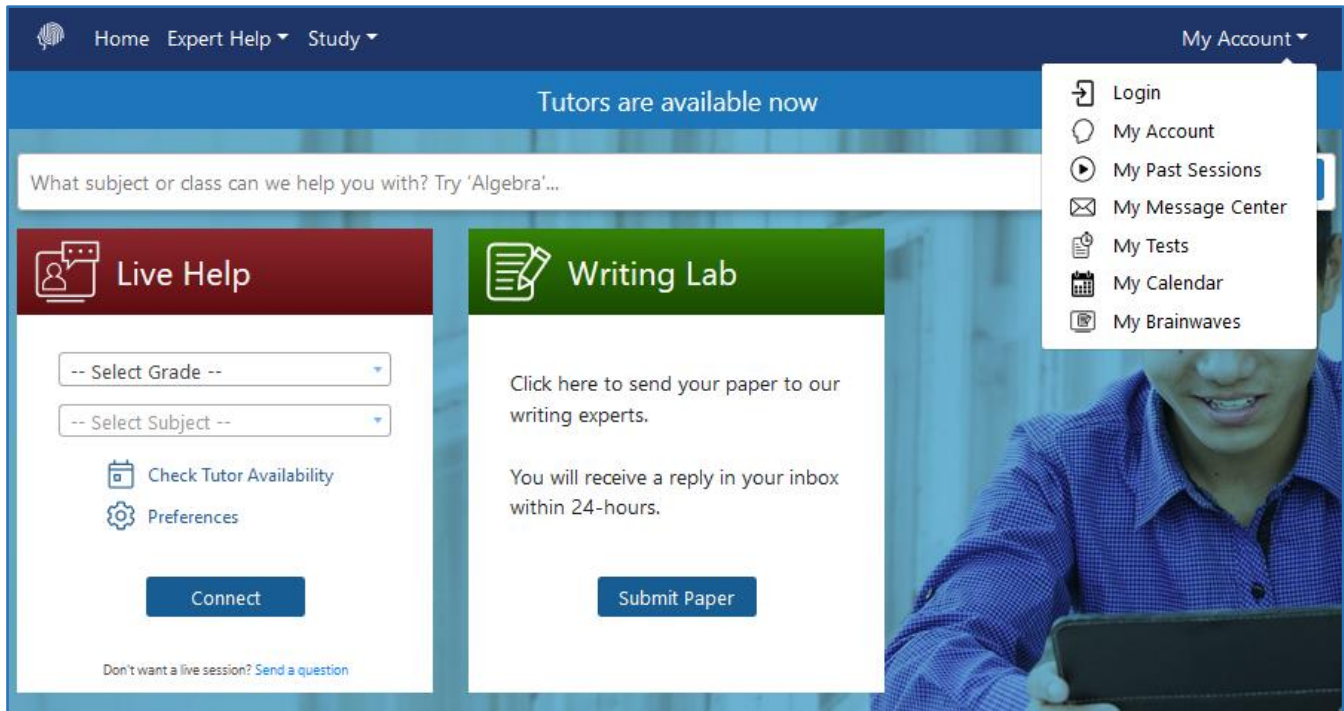 Home Expert Help Study My Account
Tutors are available now
Login
My Account
My Past Sessions
My Message Center
My Tests
My Calendar
My Brainwaves
What subject or class can we help you with? Try 'Algebra'...
Live Help
-- Select Grade --
-- Select Subject --
Check Tutor Availability
Preferences
Connect
Don't want a live session? Send a question
Writing Lab
Click here to send your paper to our
writing experts.
You will receive a reply in your inbox
within 24-hours.
Submit Paper